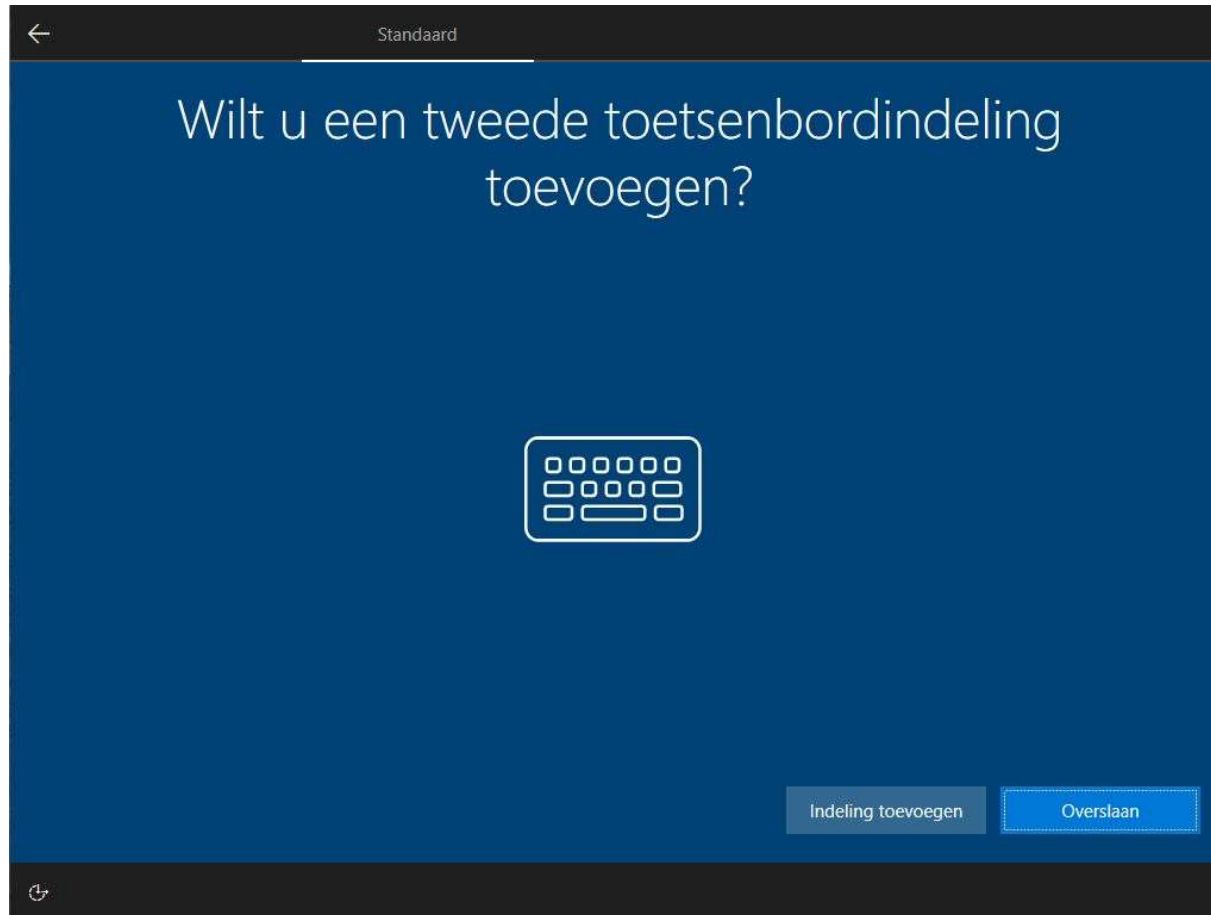 Standaard
Wilt u een tweede toetsenbordindeling
toevoegen?
Indeling toevoegen
Overslaan